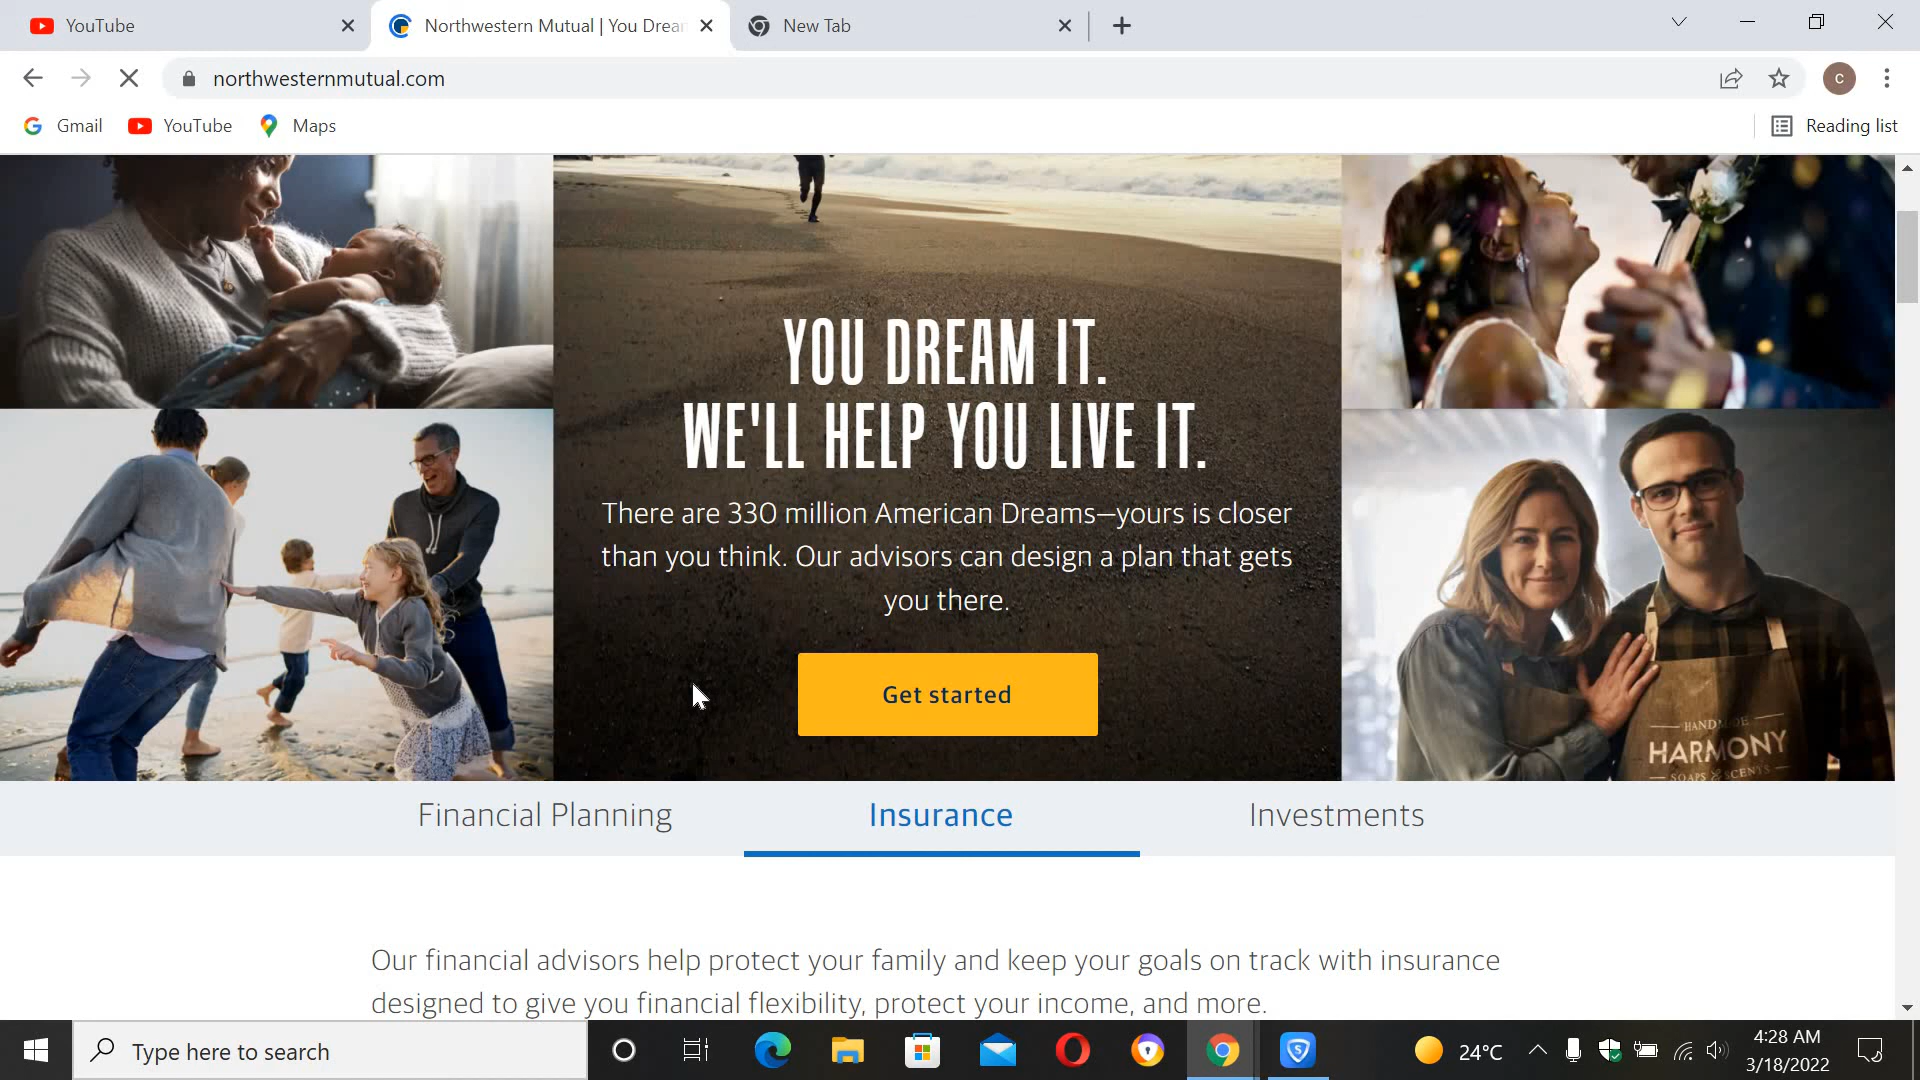 YouTube
Northwestern Mutual | You Drea
New Tab
northwesternmutual.com
c
Gmail
YouTube
Maps
Reading list
YOU DREAM IT.
WE'LL HELP YOU LIVE IT.
There are 330 million American Dreams—yours is closer
than you think. Our advisors can design a plan that gets
you there.
Get started
HANDMADE
HARMONY
SOAPS & SCENTS
Financial Planning
Insurance
Investments
Our financial advisors help protect your family and keep your goals on track with insurance
designed to give you financial flexibility, protect your income, and more.
Type here to search
24°C
4:28 AM
3/18/2022